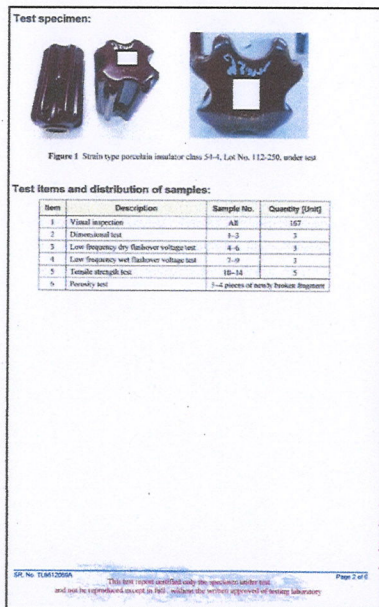 Test specimen:
Figure 1 Strain type porcelain insulator class 54-4, Lot No. 112-250, under test
Test items and distribution of samples:
Item Description Sample No. Quantity [Unit]
1 Visual inspection All 167
2 Dimensional test 1-3 3
3 Low frequency dry flashover voltage test 4-6 3
4 Low frequency wet flashover voltage test 7-9 3
5 Tensile strength test 10-14 5
6 Porosity test 3-4 pieces of newly broken fragment
SR. No. Page 2 of 6
This test report certified only the specimen under test
and not be reproduced except in full, without the written approved of testing laboratory